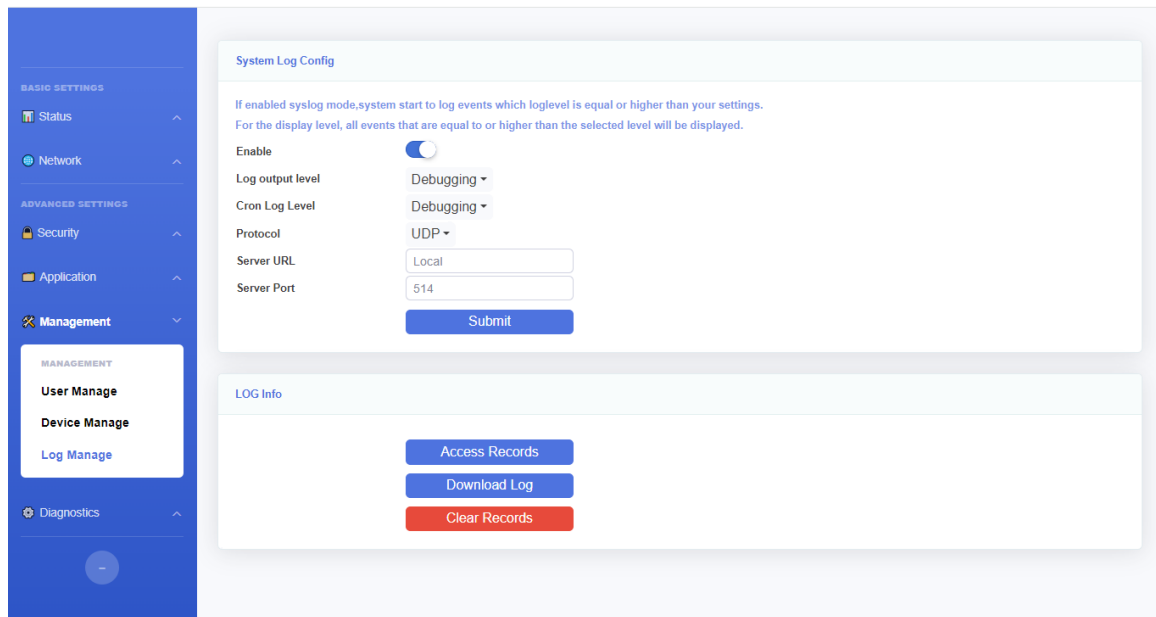 BASIC SETTINGS
Status
Network
ADVANCED SETTINGS
Security
Application
Management
MANAGEMENT
User Manage
Device Manage
Log Manage
Diagnostics
System Log Config
If enabled syslog mode,system start to log events which loglevel is equal or higher than your settings.
For the display level, all events that are equal to or higher than the selected level will be displayed.
Enable
Log output level Debugging
Cron Log Level Debugging
Protocol UDP
Server URL Local
Server Port 514
Submit
LOG Info
Access Records
Download Log
Clear Records